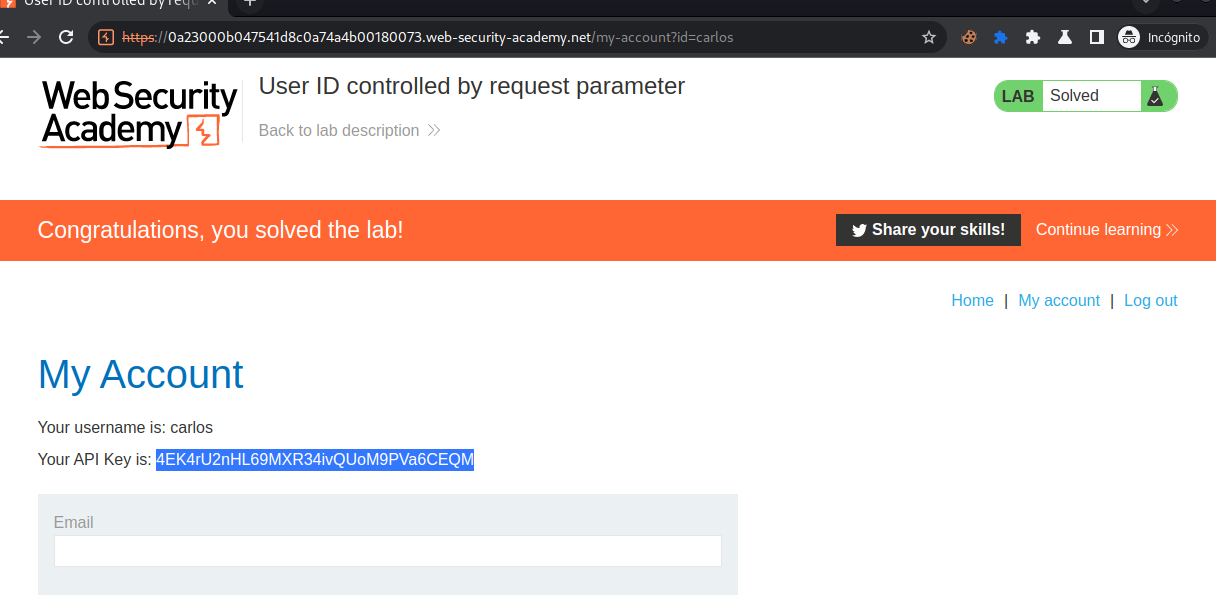 User ID controlled by requ
https://0a23000b047541d8c0a74a4b00180073.web-security-academy.net/my-account?id=carlos
Incógnito
Web Security
Academy
User ID controlled by request parameter
Back to lab description
LAB Solved
Congratulations, you solved the lab!
Share your skills!
Continue learning
Home | My account | Log out
My Account
Your username is: carlos
Your API Key is: 4EK4rU2nHL69MXR34ivQUoM9PVa6CEQM
Email